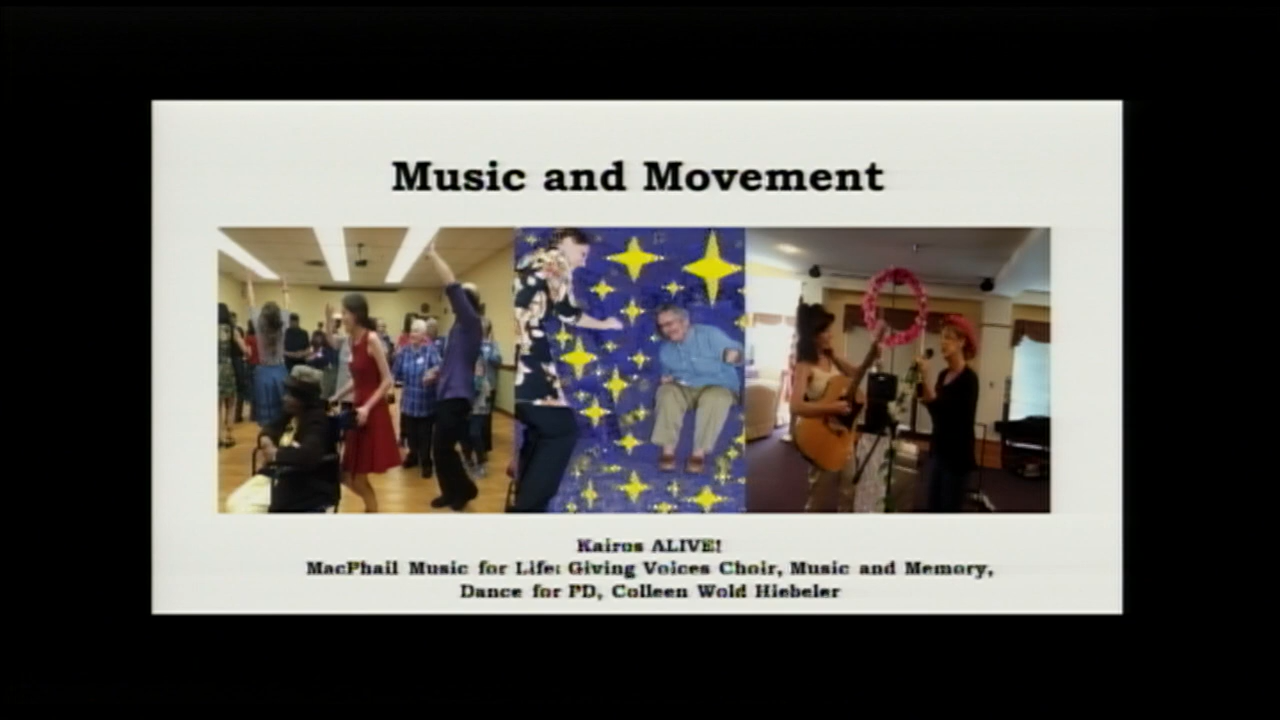 Music and Movement
Kairos ALIVE!
MacPhail Music for Life: Giving Voices Choir, Music and Memory,
Dance for PD, Colleen Wold Hiebeler